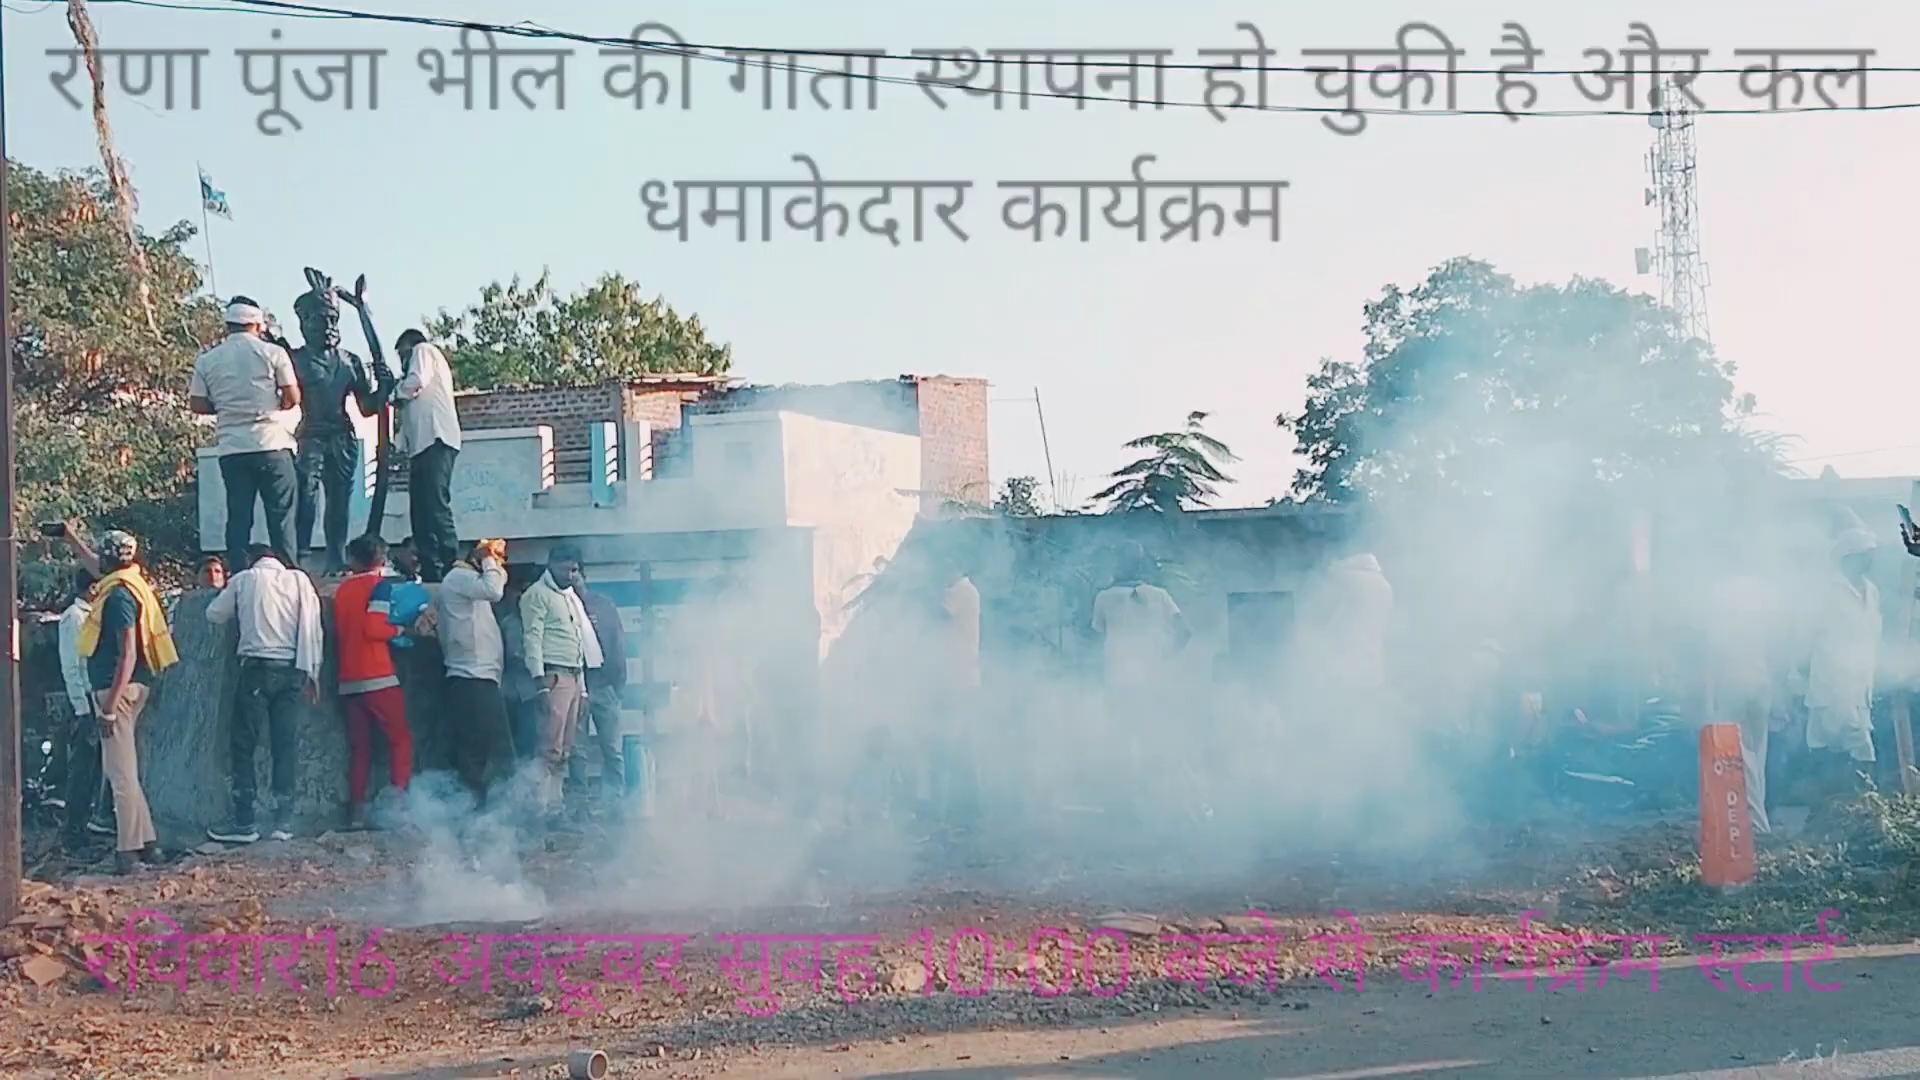 राणा पूंजा भील की गाता स्थापना हो चुकी है और कल
धमाकेदार कार्यक्रम
रविवार16 अक्टूबर सुबह 10:00 बजे से कार्यक्रम स्टार्ट